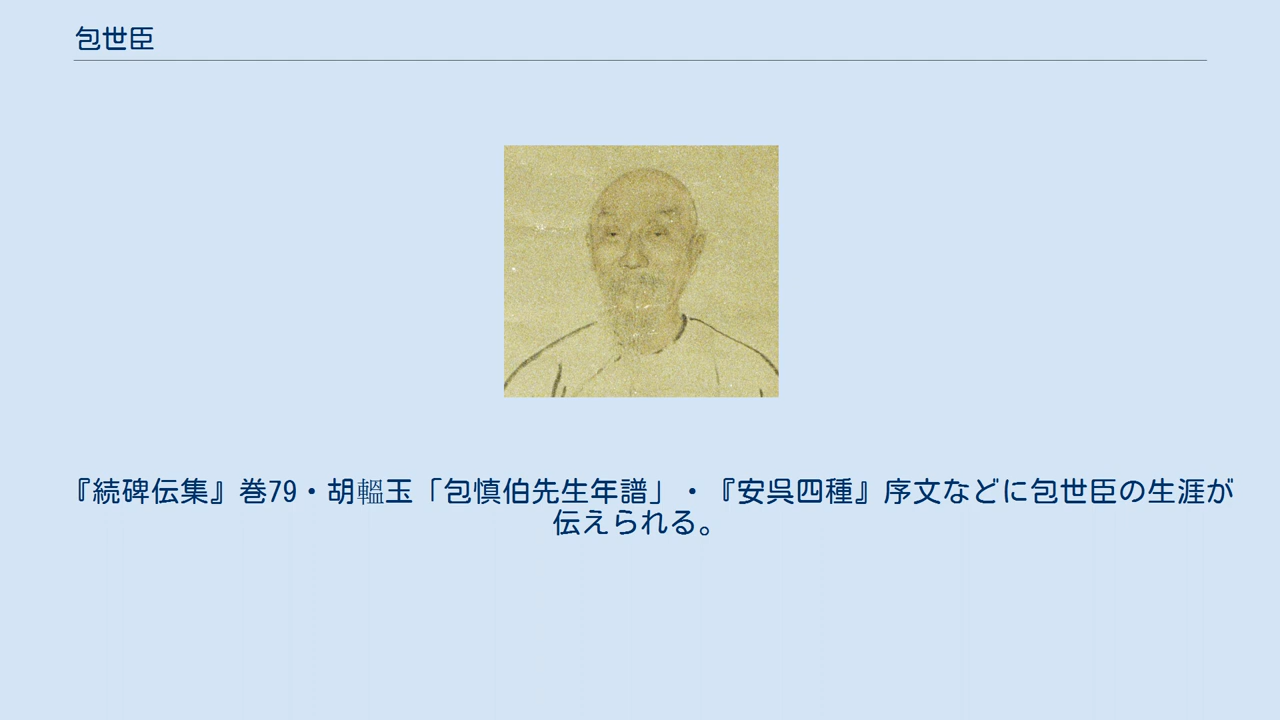 包世臣
『続碑伝集』巻79・胡韞玉「包慎伯先生年譜」・『安呉四種』序文などに包世臣の生涯が
伝えられる。